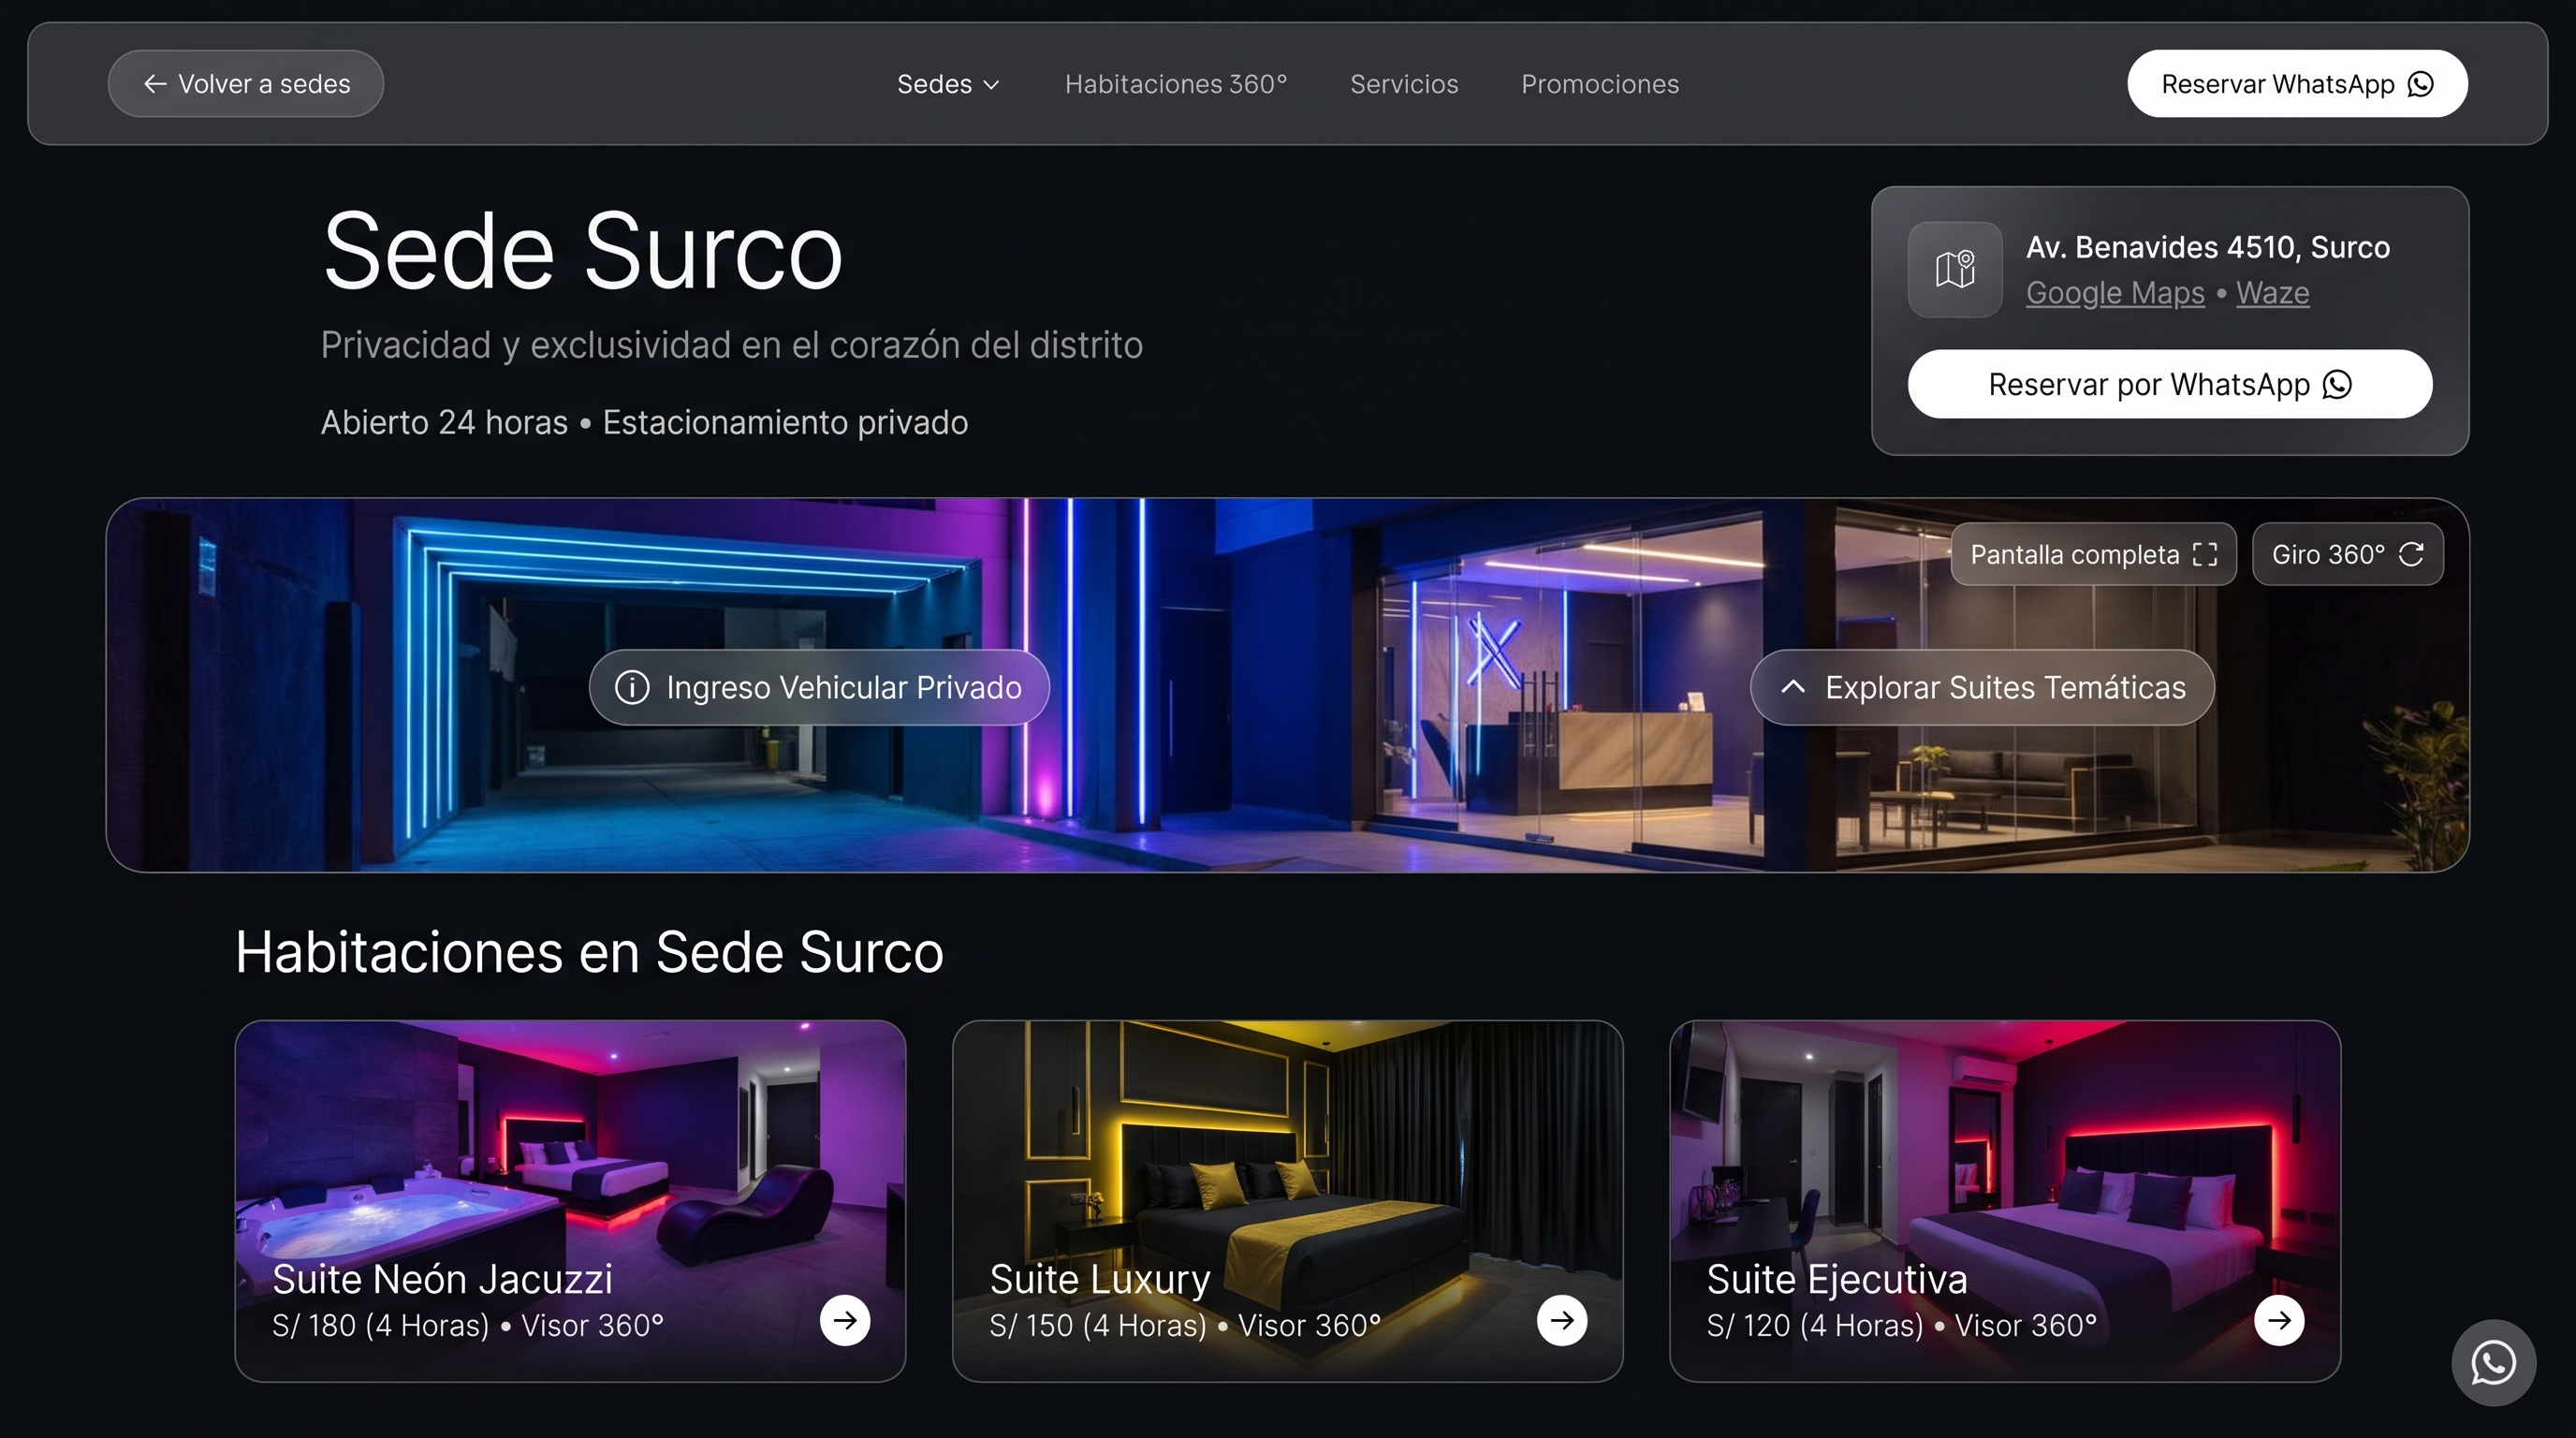 ← Volver a sedes
Sedes
Habitaciones 360°
Servicios
Promociones
Reservar WhatsApp
Sede Surco
Privacidad y exclusividad en el corazón del distrito
Abierto 24 horas • Estacionamiento privado
Av. Benavides 4510, Surco
Google Maps • Waze
Reservar por WhatsApp
Pantalla completa
Giro 360°
Ingreso Vehicular Privado
Explorar Suites Temáticas
Habitaciones en Sede Surco
Suite Neón Jacuzzi
S/ 180 (4 Horas) • Visor 360°
Suite Luxury
S/ 150 (4 Horas) • Visor 360°
Suite Ejecutiva
S/ 120 (4 Horas) • Visor 360°